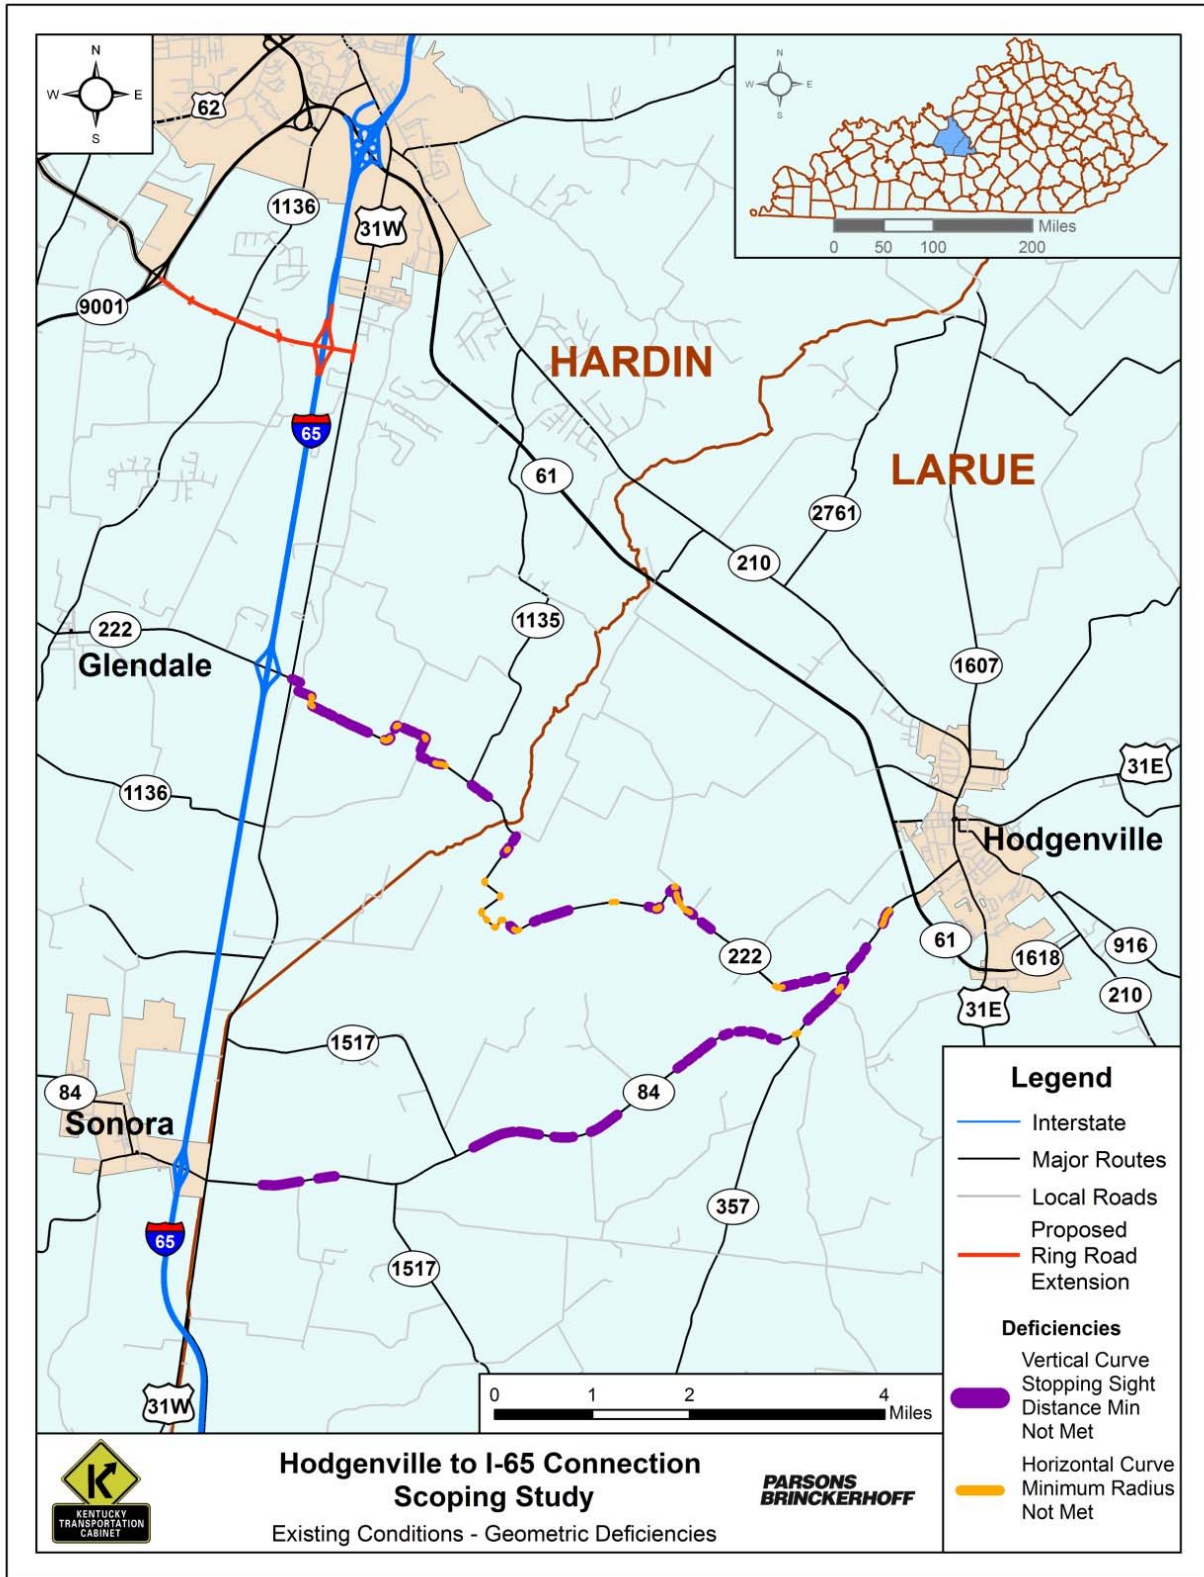 N
W E
S
62
1136
31W
9001
65
HARDIN
LARUE
61
2761
210
1135
222
Glendale
1607
1136
31E
Hodgenville
222
61
1618
916
31E
210
1517
84
84
Sonora
357
65
1517
31W
N
W E
S
Miles
0 50 100 200
0 1 2 4
Miles
Legend
Interstate
Major Routes
Local Roads
Proposed
Ring Road
Extension
Deficiencies
Vertical Curve
Stopping Sight
Distance Min
Not Met
Horizontal Curve
Minimum Radius
Not Met
KENTUCKY
TRANSPORTATION
CABINET
Hodgenville to I-65 Connection
Scoping Study
Existing Conditions - Geometric Deficiencies
PARSONS
BRINCKERHOFF